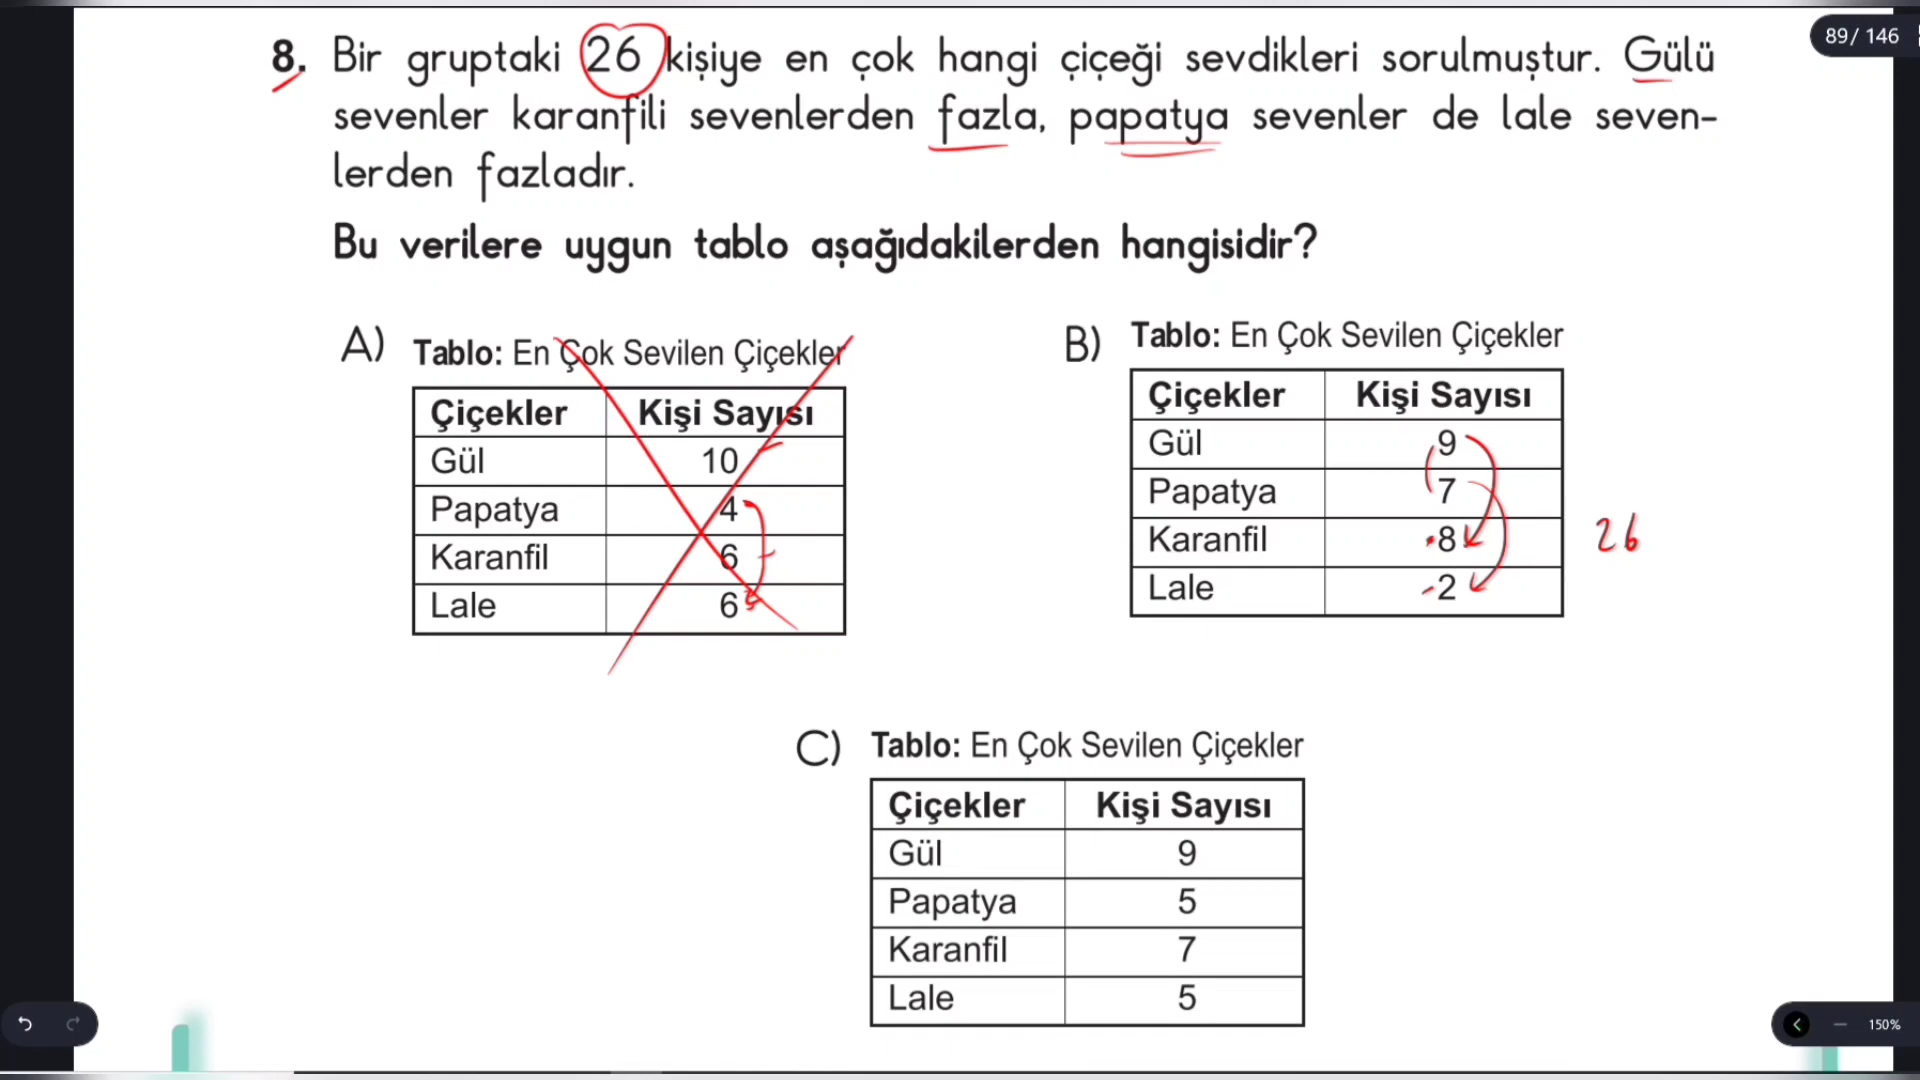 89/ 146
8. Bir gruptaki 26 kişiye en çok hangi çiçeği sevdikleri sorulmuştur. Gülü
sevenler karanfili sevenlerden fazla, papatya sevenler de lale seven-
lerden fazladır.
Bu verilere uygun tablo aşağıdakilerden hangisidir?
A) Tablo: En Çok Sevilen Çiçekler
Çiçekler Kişi Sayısı
Gül 10
Papatya 4
Karanfil 6
Lale 6
B) Tablo: En Çok Sevilen Çiçekler
Çiçekler Kişi Sayısı
Gül 9
Papatya 7
Karanfil 8
Lale 2
26
C) Tablo: En Çok Sevilen Çiçekler
Çiçekler Kişi Sayısı
Gül 9
Papatya 5
Karanfil 7
Lale 5
150%